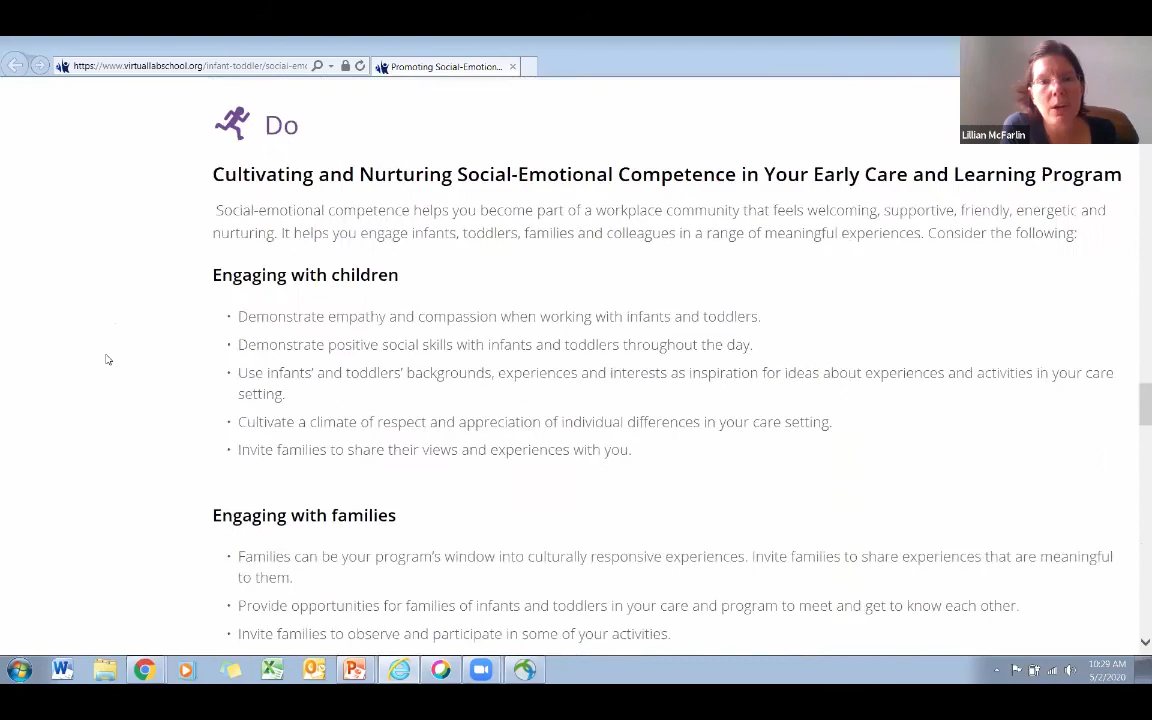 https://www.virtuallabschool.org/infant-toddler/social-emc
Promoting Social-Emotion...
Lillian McFarlin
Do
Cultivating and Nurturing Social-Emotional Competence in Your Early Care and Learning Program
Social-emotional competence helps you become part of a workplace community that feels welcoming, supportive, friendly, energetic and
nurturing. It helps you engage infants, toddlers, families and colleagues in a range of meaningful experiences. Consider the following:
Engaging with children
• Demonstrate empathy and compassion when working with infants and toddlers.
• Demonstrate positive social skills with infants and toddlers throughout the day.
• Use infants' and toddlers' backgrounds, experiences and interests as inspiration for ideas about experiences and activities in your care
setting.
• Cultivate a climate of respect and appreciation of individual differences in your care setting.
• Invite families to share their views and experiences with you.
Engaging with families
• Families can be your program's window into culturally responsive experiences. Invite families to share experiences that are meaningful
to them.
• Provide opportunities for families of infants and toddlers in your care and program to meet and get to know each other.
• Invite families to observe and participate in some of your activities.
10:29 AM
5/2/2020